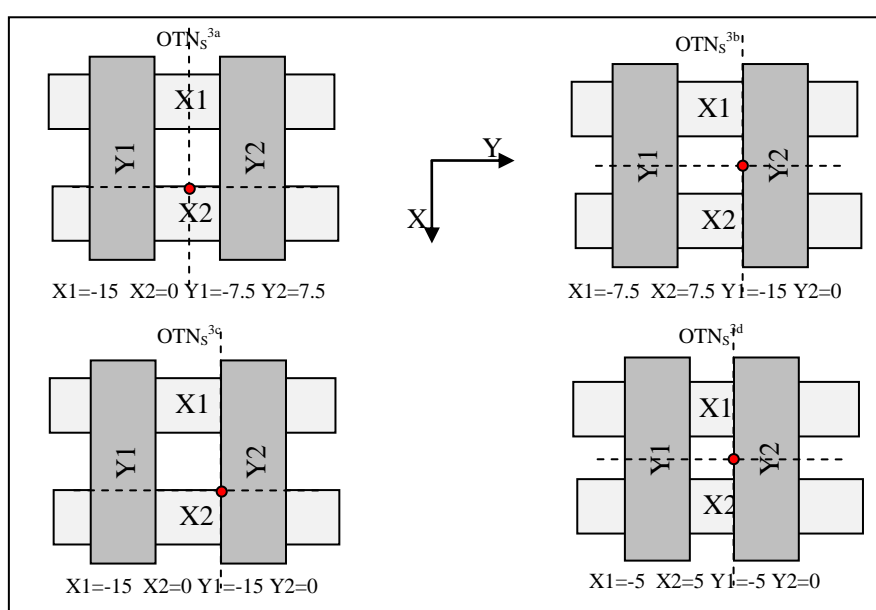 OTNS3a
X1
Y1
Y2
X2
X1=-15 X2=0 Y1=-7.5 Y2=7.5
Y
X
OTNS3b
X1
Y1
Y2
X2
X1=-7.5 X2=7.5 Y1=-15 Y2=0
OTNS3c
X1
Y1
Y2
X2
X1=-15 X2=0 Y1=-15 Y2=0
OTNS3d
X1
Y1
Y2
X2
X1=-5 X2=5 Y1=-5 Y2=0